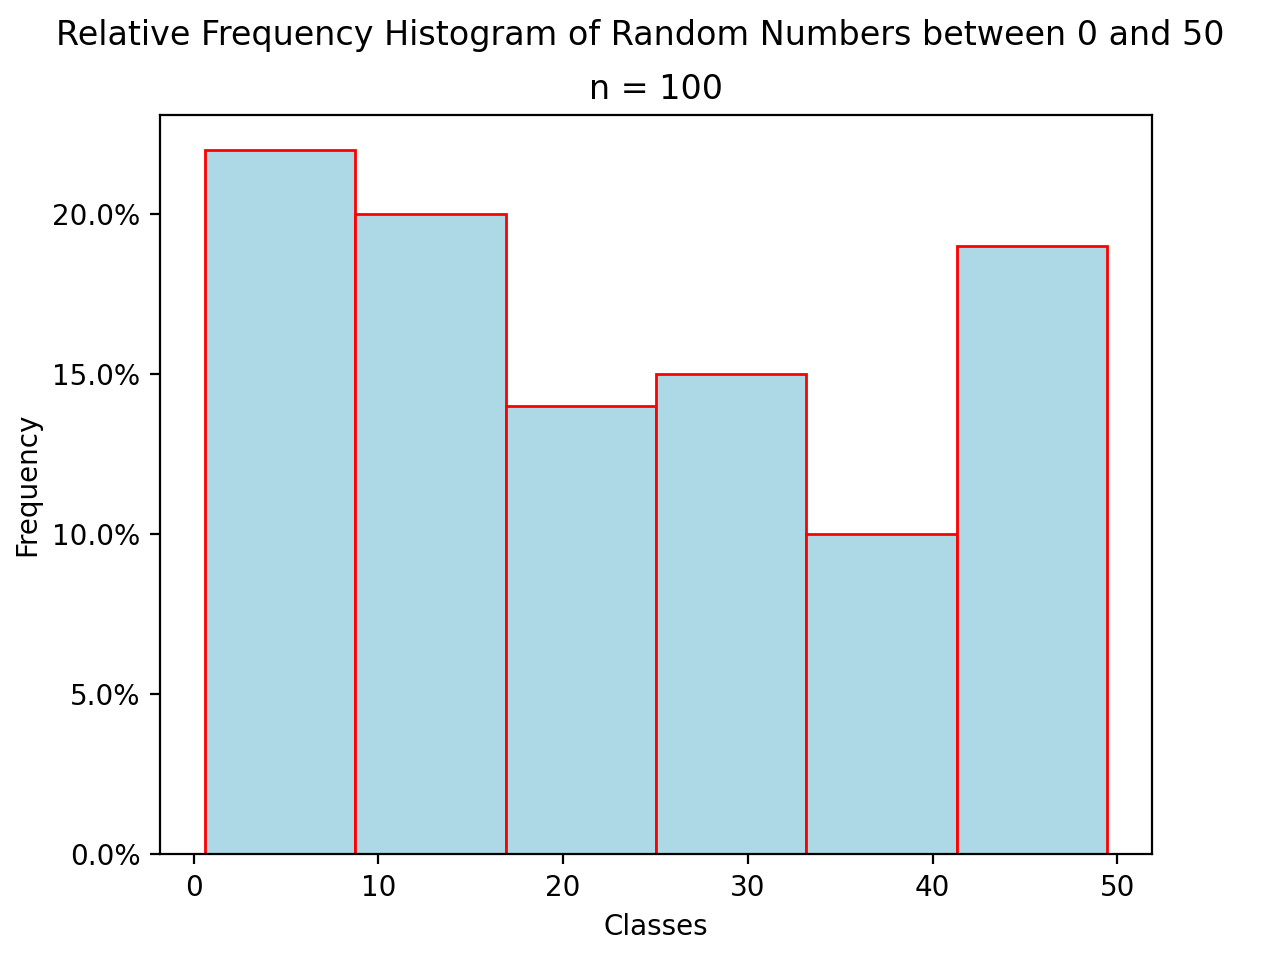 Relative Frequency Histogram of Random Numbers between 0 and 50
n = 100
20.0%
15.0%
10.0%
5.0%
0.0%
Frequency
0 10 20 30 40 50
Classes